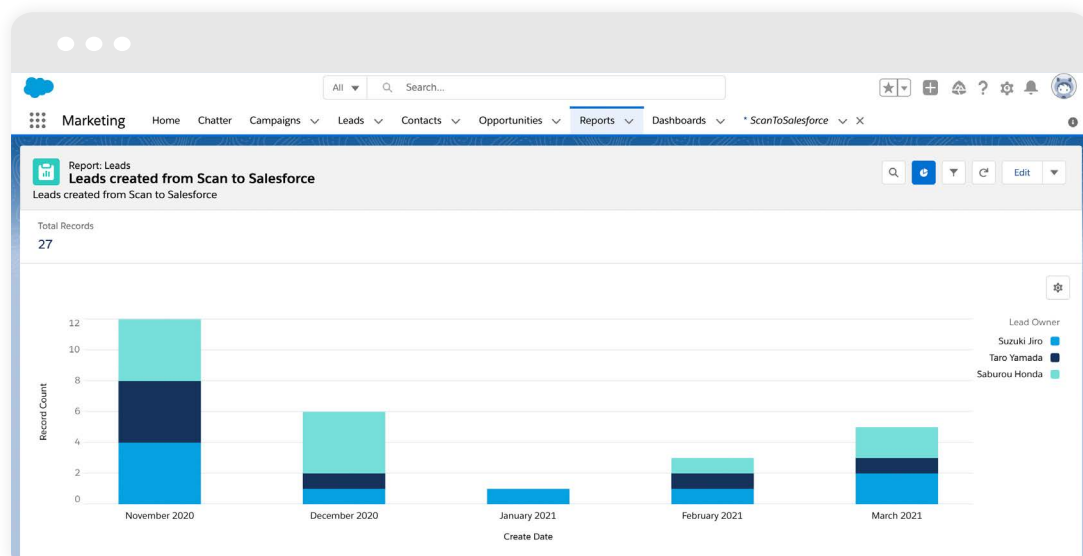 All
Search...
Marketing Home Chatter Campaigns Leads Contacts Opportunities Reports Dashboards * ScanToSalesforce
Report: Leads
Leads created from Scan to Salesforce
Leads created from Scan to Salesforce
Edit
Total Records
27
Lead Owner
Suzuki Jiro
Taro Yamada
Saburou Honda
Record Count
12
10
8
6
4
2
0
November 2020 December 2020 January 2021 February 2021 March 2021
Create Date